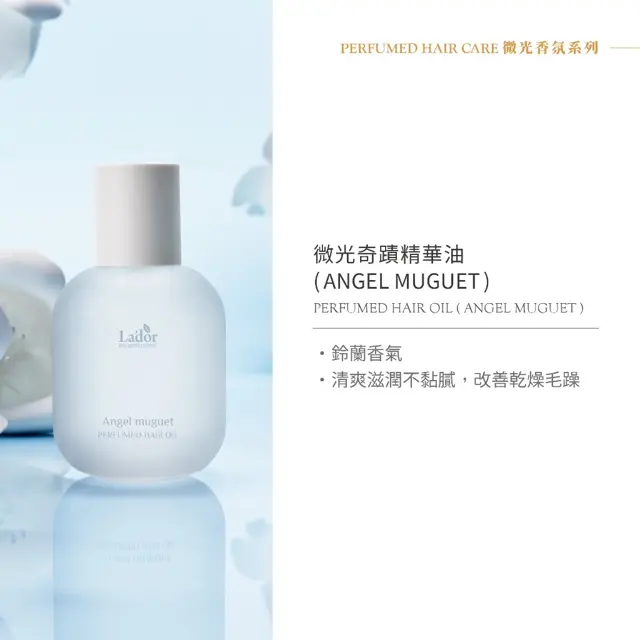 PERFUMED HAIR CARE 微光香氛系列
微光奇蹟精華油
( ANGEL MUGUET )
PERFUMED HAIR OIL ( ANGEL MUGUET )
・鈴蘭香氣
・清爽滋潤不黏膩，改善乾燥毛躁
Lador
Angel muguet
PERFUMED HAIR OIL